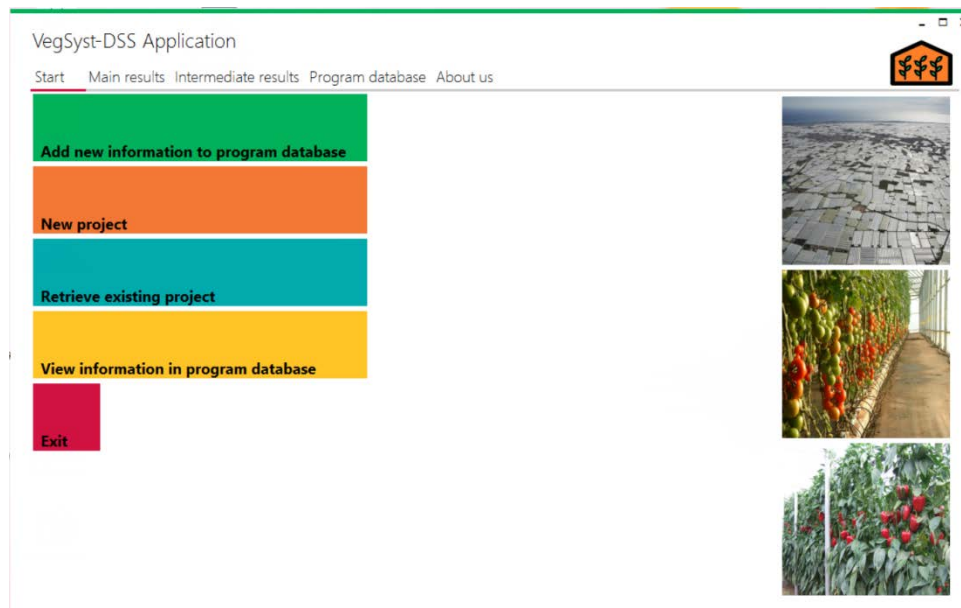 VegSyst-DSS Application
Start Main results Intermediate results Program database About us
Add new information to program database
New project
Retrieve existing project
View information in program database
Exit